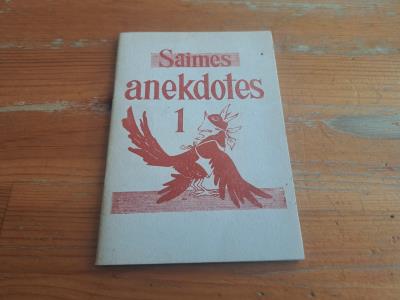 Saimes
anekdotes
1